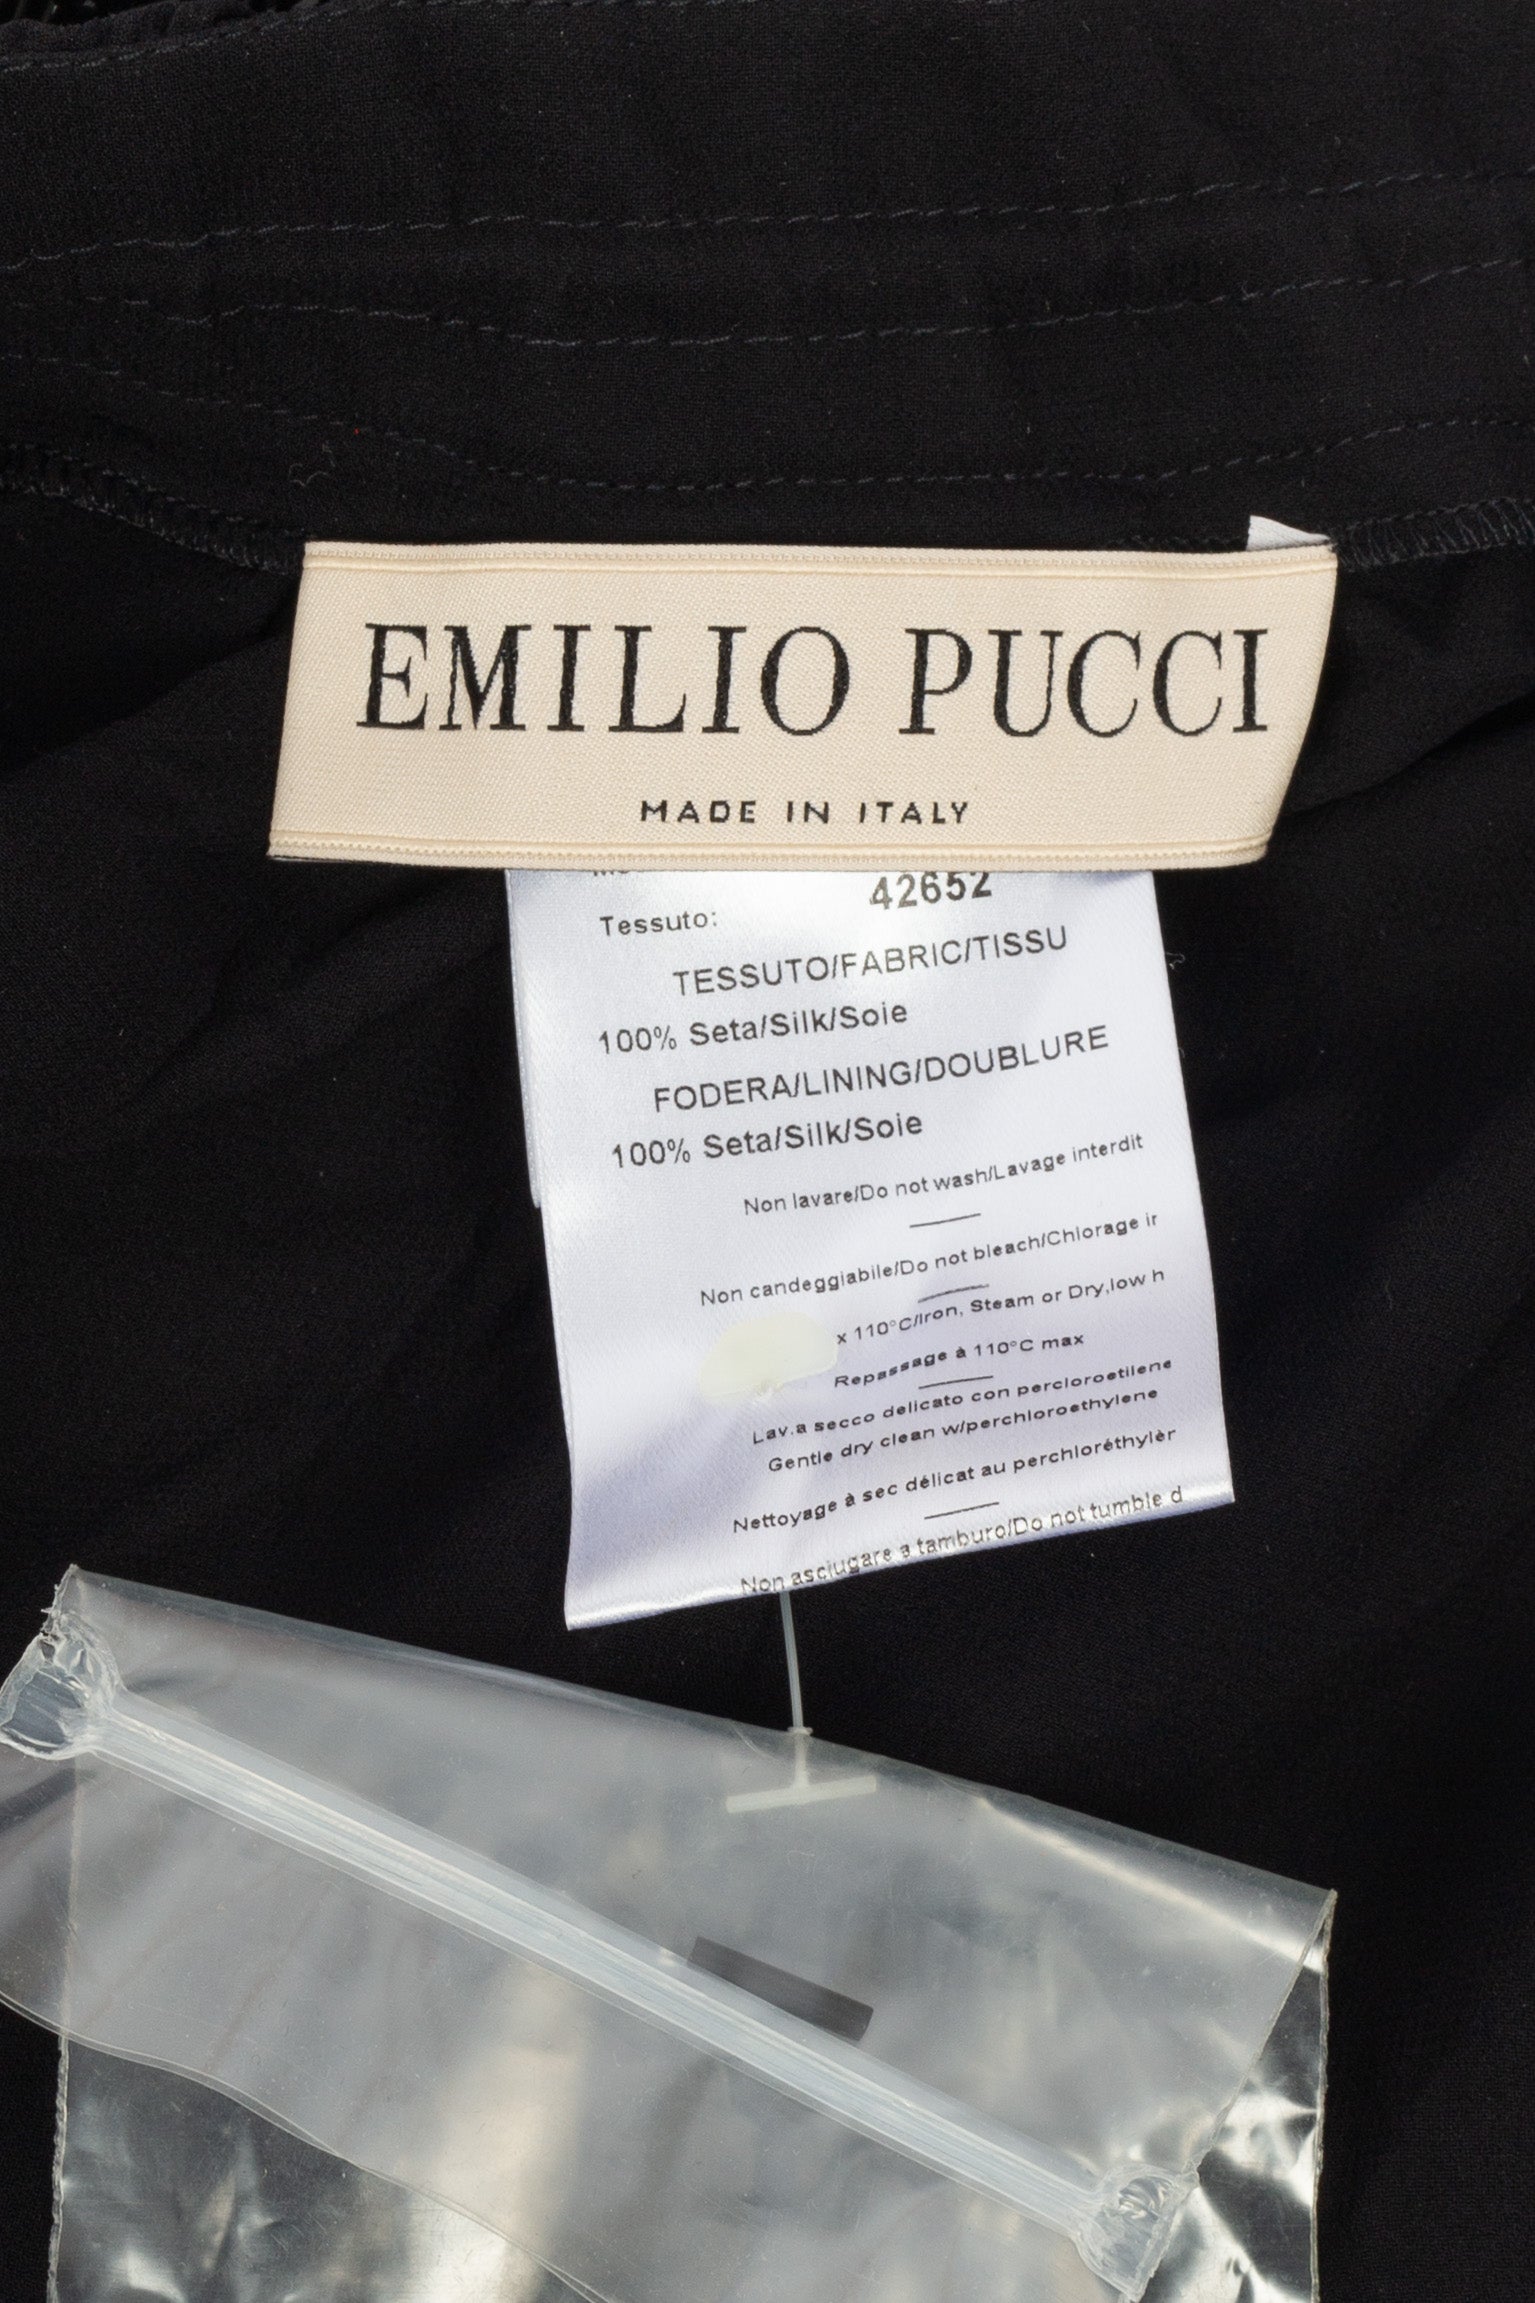 EMILIO PUCCI
MADE IN ITALY
Tessuto: 42652
TESSUTO/FABRIC/TISSU
100% Seta/Silk/Soie
FODERA/LINING/DOUBLURE
100% Seta/Silk/Soie
Non lavare/Do not wash/Lavage interdit
Non candeggiabile/Do not bleach/Chlorage ir
x 110°C/Iron, Steam or Dry,low h
Repassage à 110°C max
Lav.a secco delicato con percloroetilene
Gentle dry clean w/perchloroethylene
Nettoyage à sec délicat au perchloréthylèr
Non asciugare a tamburo/Do not tumble d